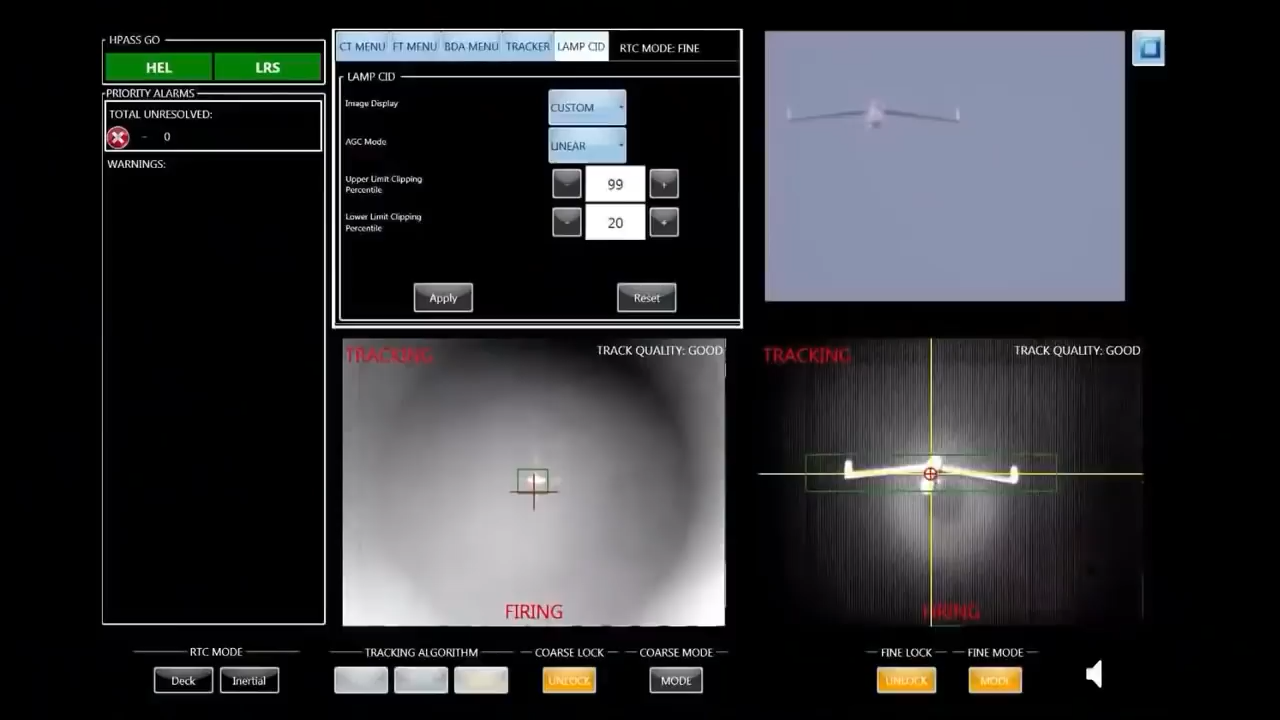 HPASS GO
HEL
LRS
PRIORITY ALARMS
TOTAL UNRESOLVED:
- 0
WARNINGS:
CT MENU
FT MENU
BDA MENU
TRACKER
LAMP CID
RTC MODE: FINE
LAMP CID
Image Display
CUSTOM
AGC Mode
LINEAR
Upper Limit Clipping
Percentile
- 99 +
Lower Limit Clipping
Percentile
- 20 +
Apply
Reset
TRACKING
TRACK QUALITY: GOOD
FIRING
TRACKING
TRACK QUALITY: GOOD
FIRING
RTC MODE
Deck
Inertial
TRACKING ALGORITHM
COARSE LOCK
UNLOCK
COARSE MODE
MODE
FINE LOCK
UNLOCK
FINE MODE
MODE